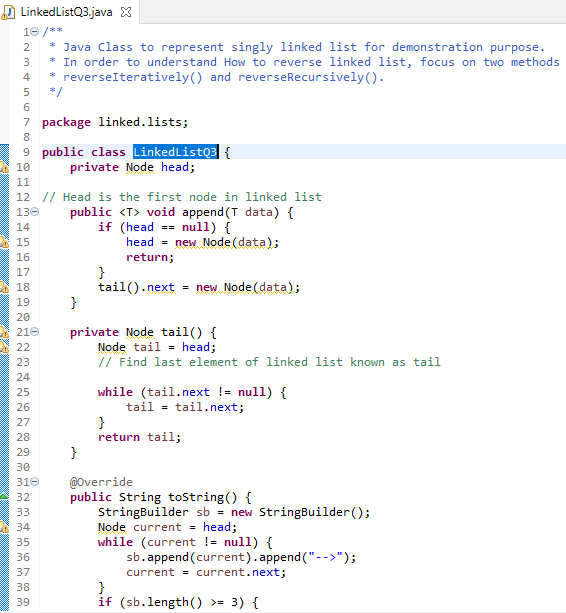 LinkedListQ3.java
1 /**
2  * Java Class to represent singly linked list for demonstration purpose.
3  * In order to understand How to reverse linked list, focus on two methods
4  * reverseIteratively() and reverseRecursively().
5  */
6
7 package linked.lists;
8
9 public class LinkedListQ3 {
10     private Node head;
11
12 // Head is the first node in linked list
13     public <T> void append(T data) {
14         if (head == null) {
15             head = new Node(data);
16             return;
17         }
18         tail().next = new Node(data);
19     }
20
21     private Node tail() {
22         Node tail = head;
23         // Find last element of linked list known as tail
24
25         while (tail.next != null) {
26             tail = tail.next;
27         }
28         return tail;
29     }
30
31     @Override
32     public String toString() {
33         StringBuilder sb = new StringBuilder();
34         Node current = head;
35         while (current != null) {
36             sb.append(current).append("-->");
37             current = current.next;
38         }
39         if (sb.length() >= 3) {